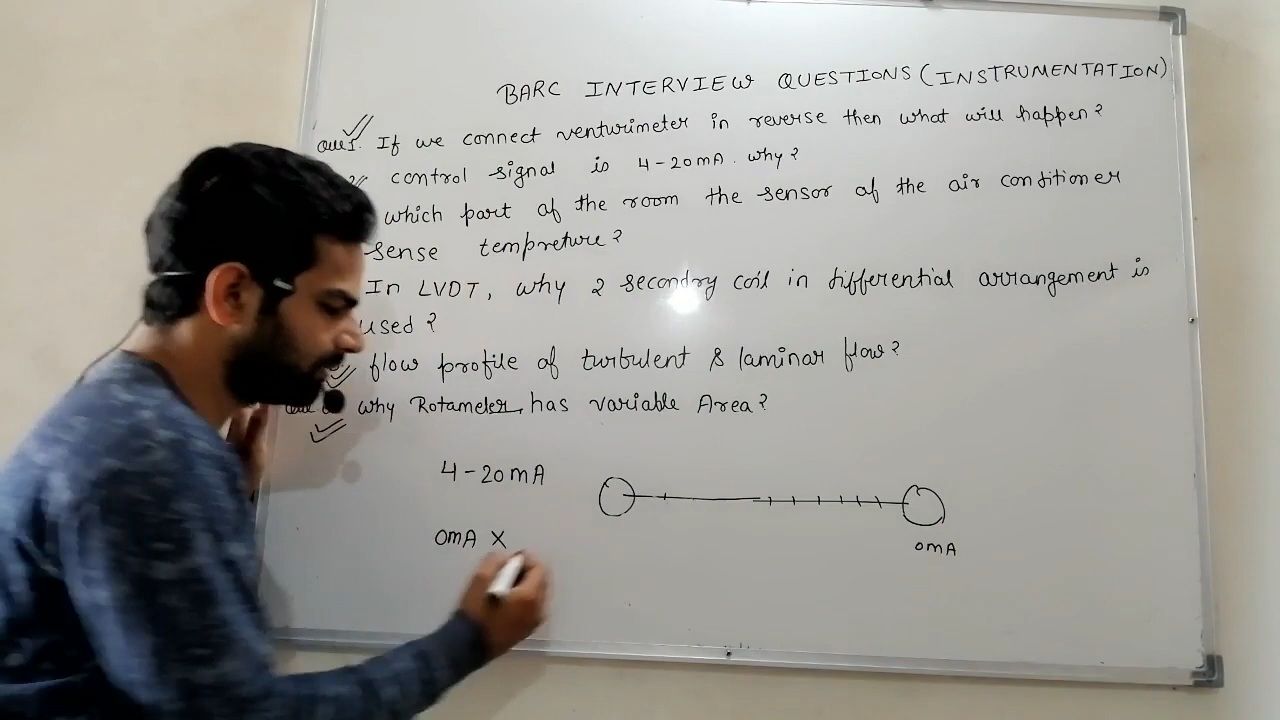 BARC INTERVIEW QUESTIONS (INSTRUMENTATION)
Ques1. If we connect venturimeter in reverse then what will happen?
control signal is 4-20mA. why?
which part of the room the sensor of the air conditioner
sense tempreture?
In LVDT, why 2 secondry coil in differential arrangement is
used?
flow profile of turbulent & laminar flow?
why Rotameter has variable Area?
4-20mA
0mA X
0mA